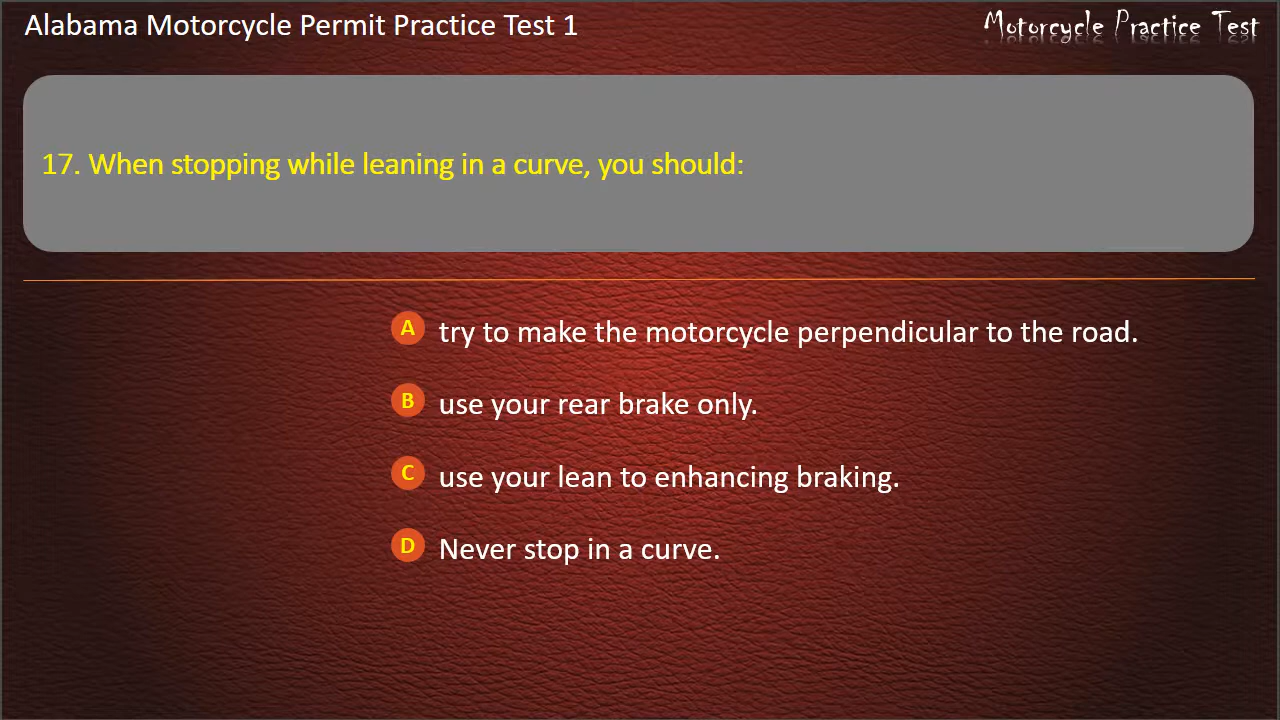 Alabama Motorcycle Permit Practice Test 1
Motorcycle Practice Test
17. When stopping while leaning in a curve, you should:
A try to make the motorcycle perpendicular to the road.
B use your rear brake only.
C use your lean to enhancing braking.
D Never stop in a curve.